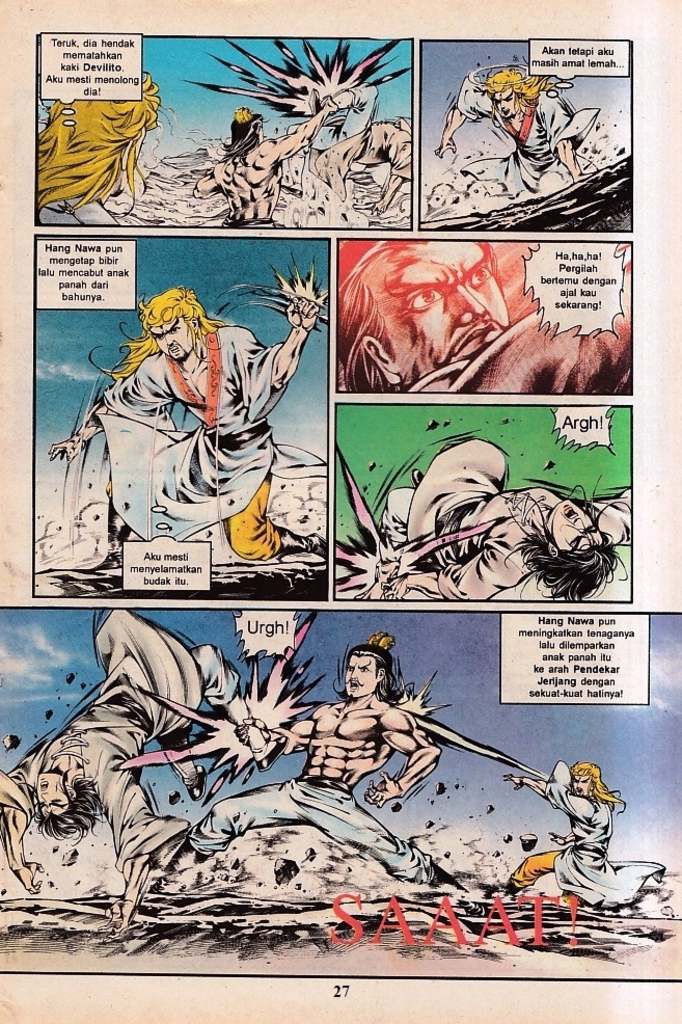 Teruk, dia hendak
mematahkan
kaki Devilito.
Aku mesti menolong
dia!
Akan tetapi aku
masih amat lemah...
Hang Nawa pun
mengetap bibir
lalu mencabut anak
panah dari
bahunya.
Aku mesti
menyelamatkan
budak itu.
Ha,ha,ha!
Pergilah
bertemu dengan
ajal kau
sekarang!
Argh!
Urgh!
Hang Nawa pun
meningkatkan tenaganya
lalu dilemparkan
anak panah itu
ke arah Pendekar
Jerijang dengan
sekuat-kuat hatinya!
SAAAT!
27